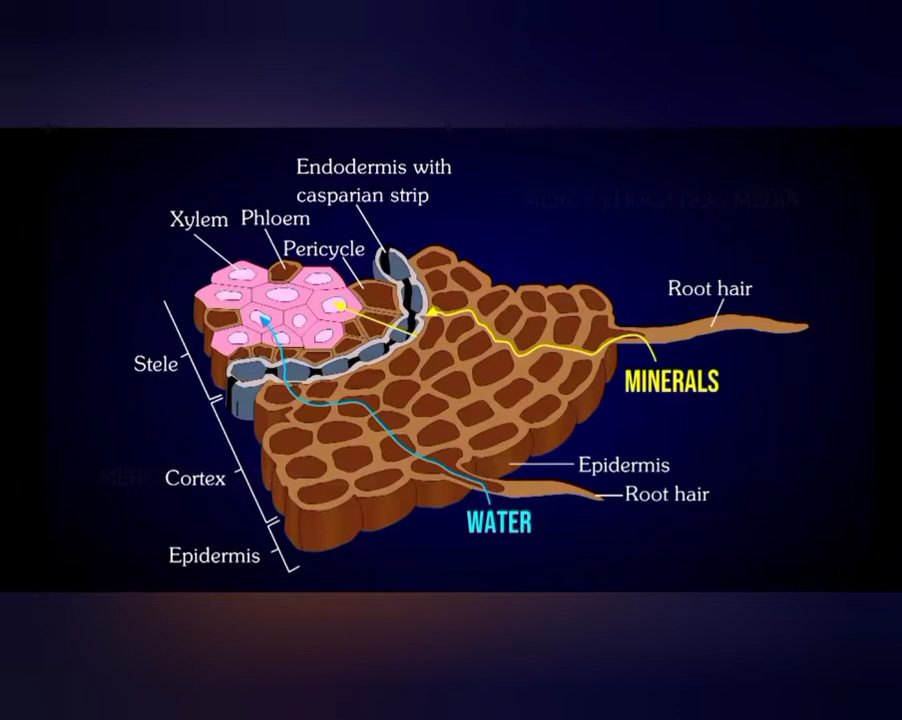 Endodermis with
casparian strip
Xylem
Phloem
Pericycle
Root hair
Stele
MINERALS
Cortex
Epidermis
Root hair
WATER
Epidermis